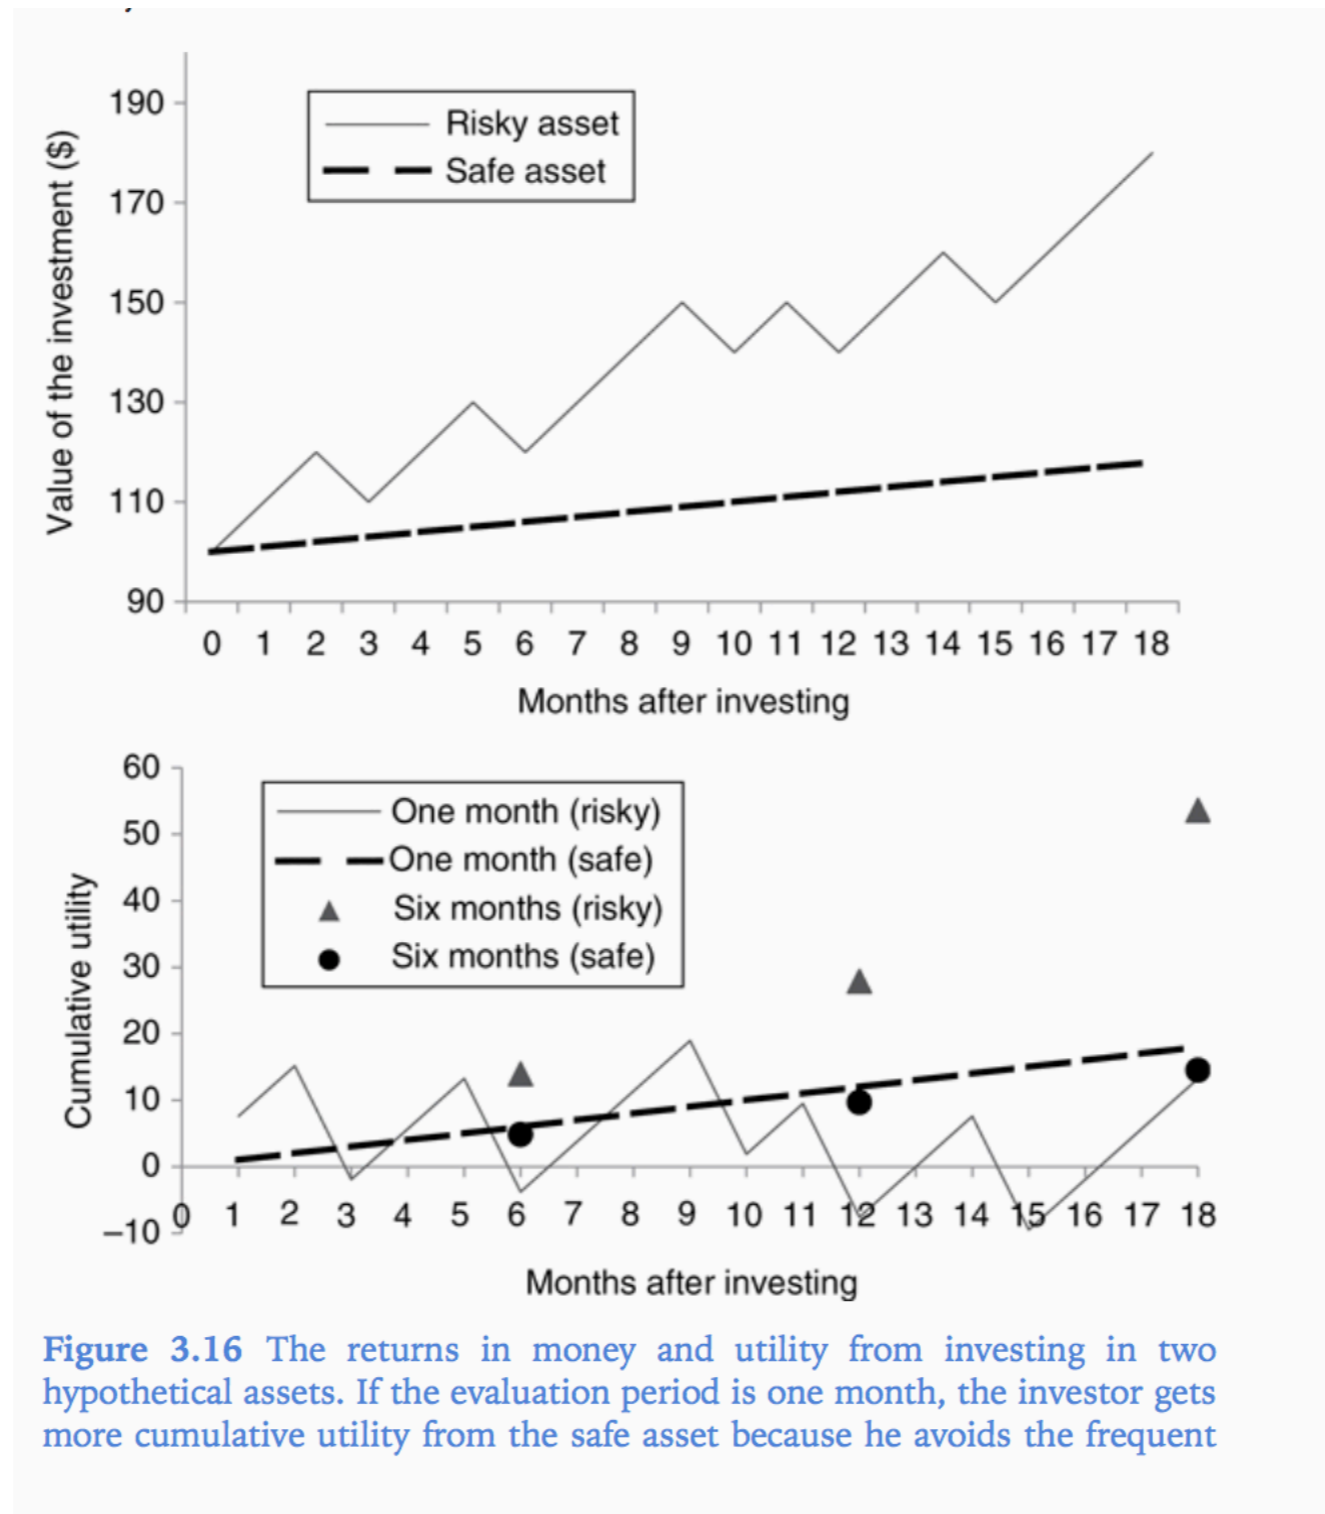 190
170
150
130
110
90
Value of the investment ($)
Risky asset
Safe asset
0 1 2 3 4 5 6 7 8 9 10 11 12 13 14 15 16 17 18
Months after investing
60
50
40
30
20
10
0
–10
Cumulative utility
One month (risky)
One month (safe)
Six months (risky)
Six months (safe)
0 1 2 3 4 5 6 7 8 9 10 11 12 13 14 15 16 17 18
Months after investing
Figure 3.16 The returns in money and utility from investing in two
hypothetical assets. If the evaluation period is one month, the investor gets
more cumulative utility from the safe asset because he avoids the frequent